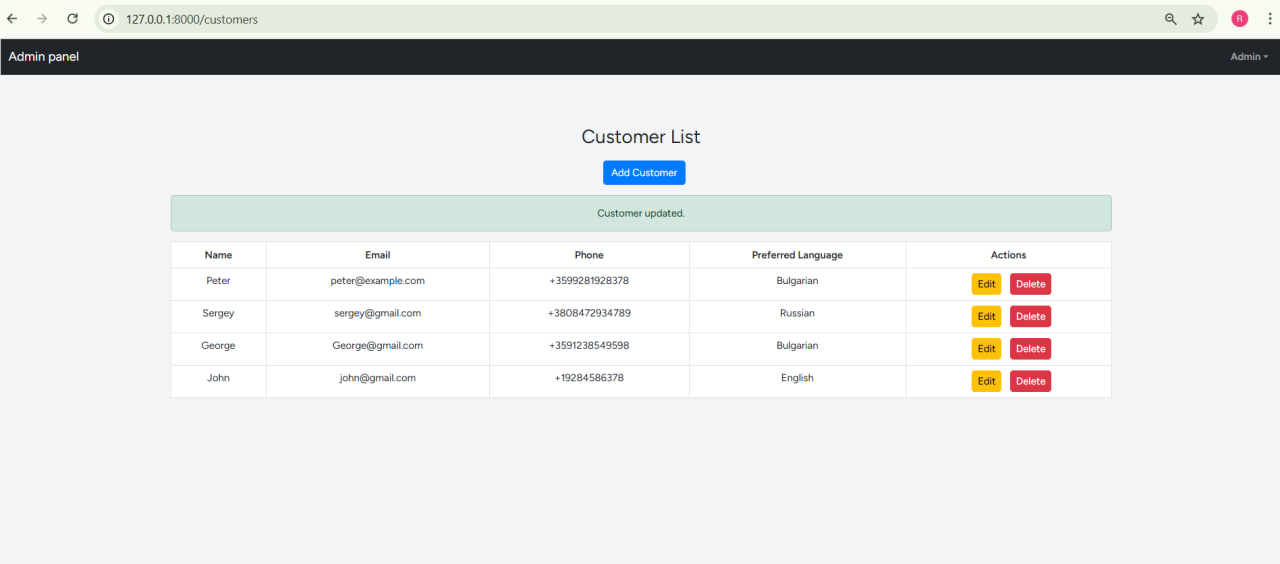 127.0.0.1:8000/customers
R
Admin panel
Admin
Customer List
Add Customer
Customer updated.
Name Email Phone Preferred Language Actions
Peter peter@example.com +3599281928378 Bulgarian Edit Delete
Sergey sergey@gmail.com +3808472934789 Russian Edit Delete
George George@gmail.com +3591238549598 Bulgarian Edit Delete
John john@gmail.com +19284586378 English Edit Delete